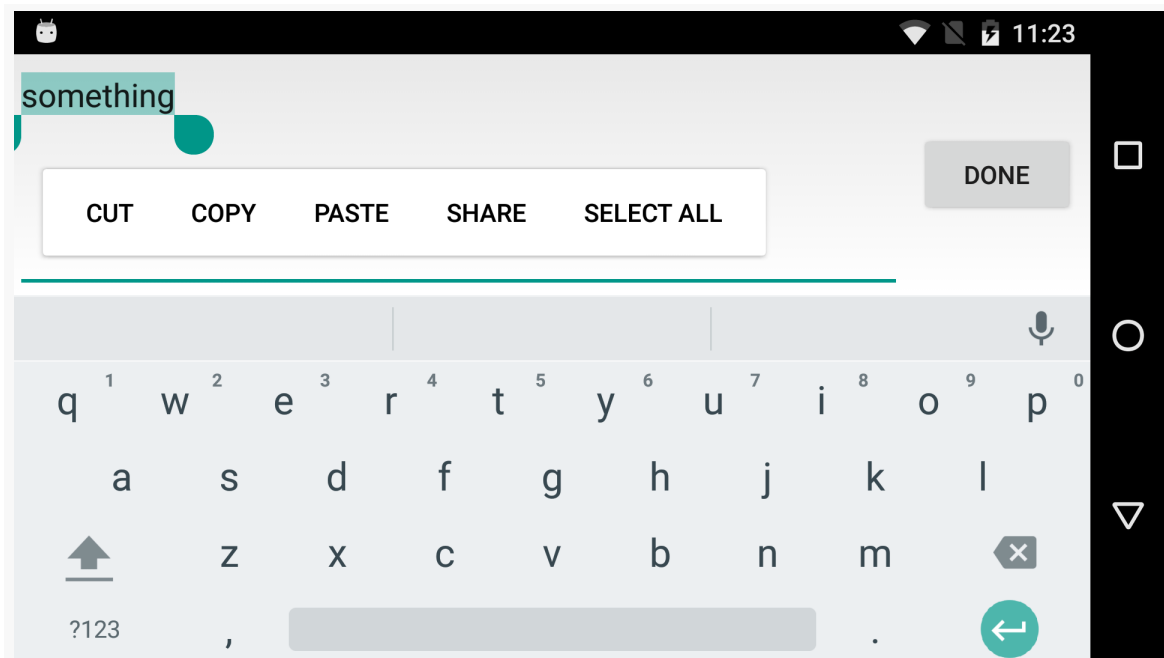 11:23
something
DONE
CUT COPY PASTE SHARE SELECT ALL
1 2 3 4 5 6 7 8 9 0
q w e r t y u i o p
a s d f g h j k l
z x c v b n m
?123 , .